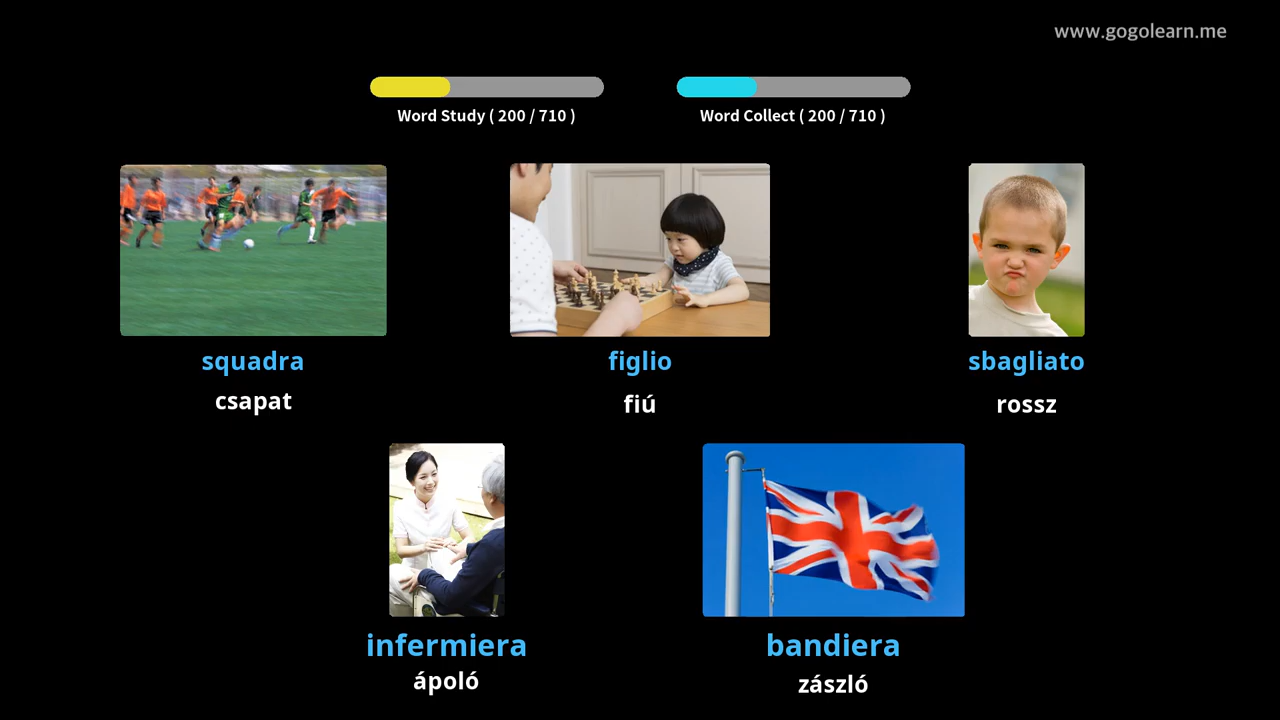 www.gogolearn.me
Word Study ( 200 / 710 )
Word Collect ( 200 / 710 )
squadra
csapat
figlio
fiú
sbagliato
rossz
infermiera
ápoló
bandiera
zászló